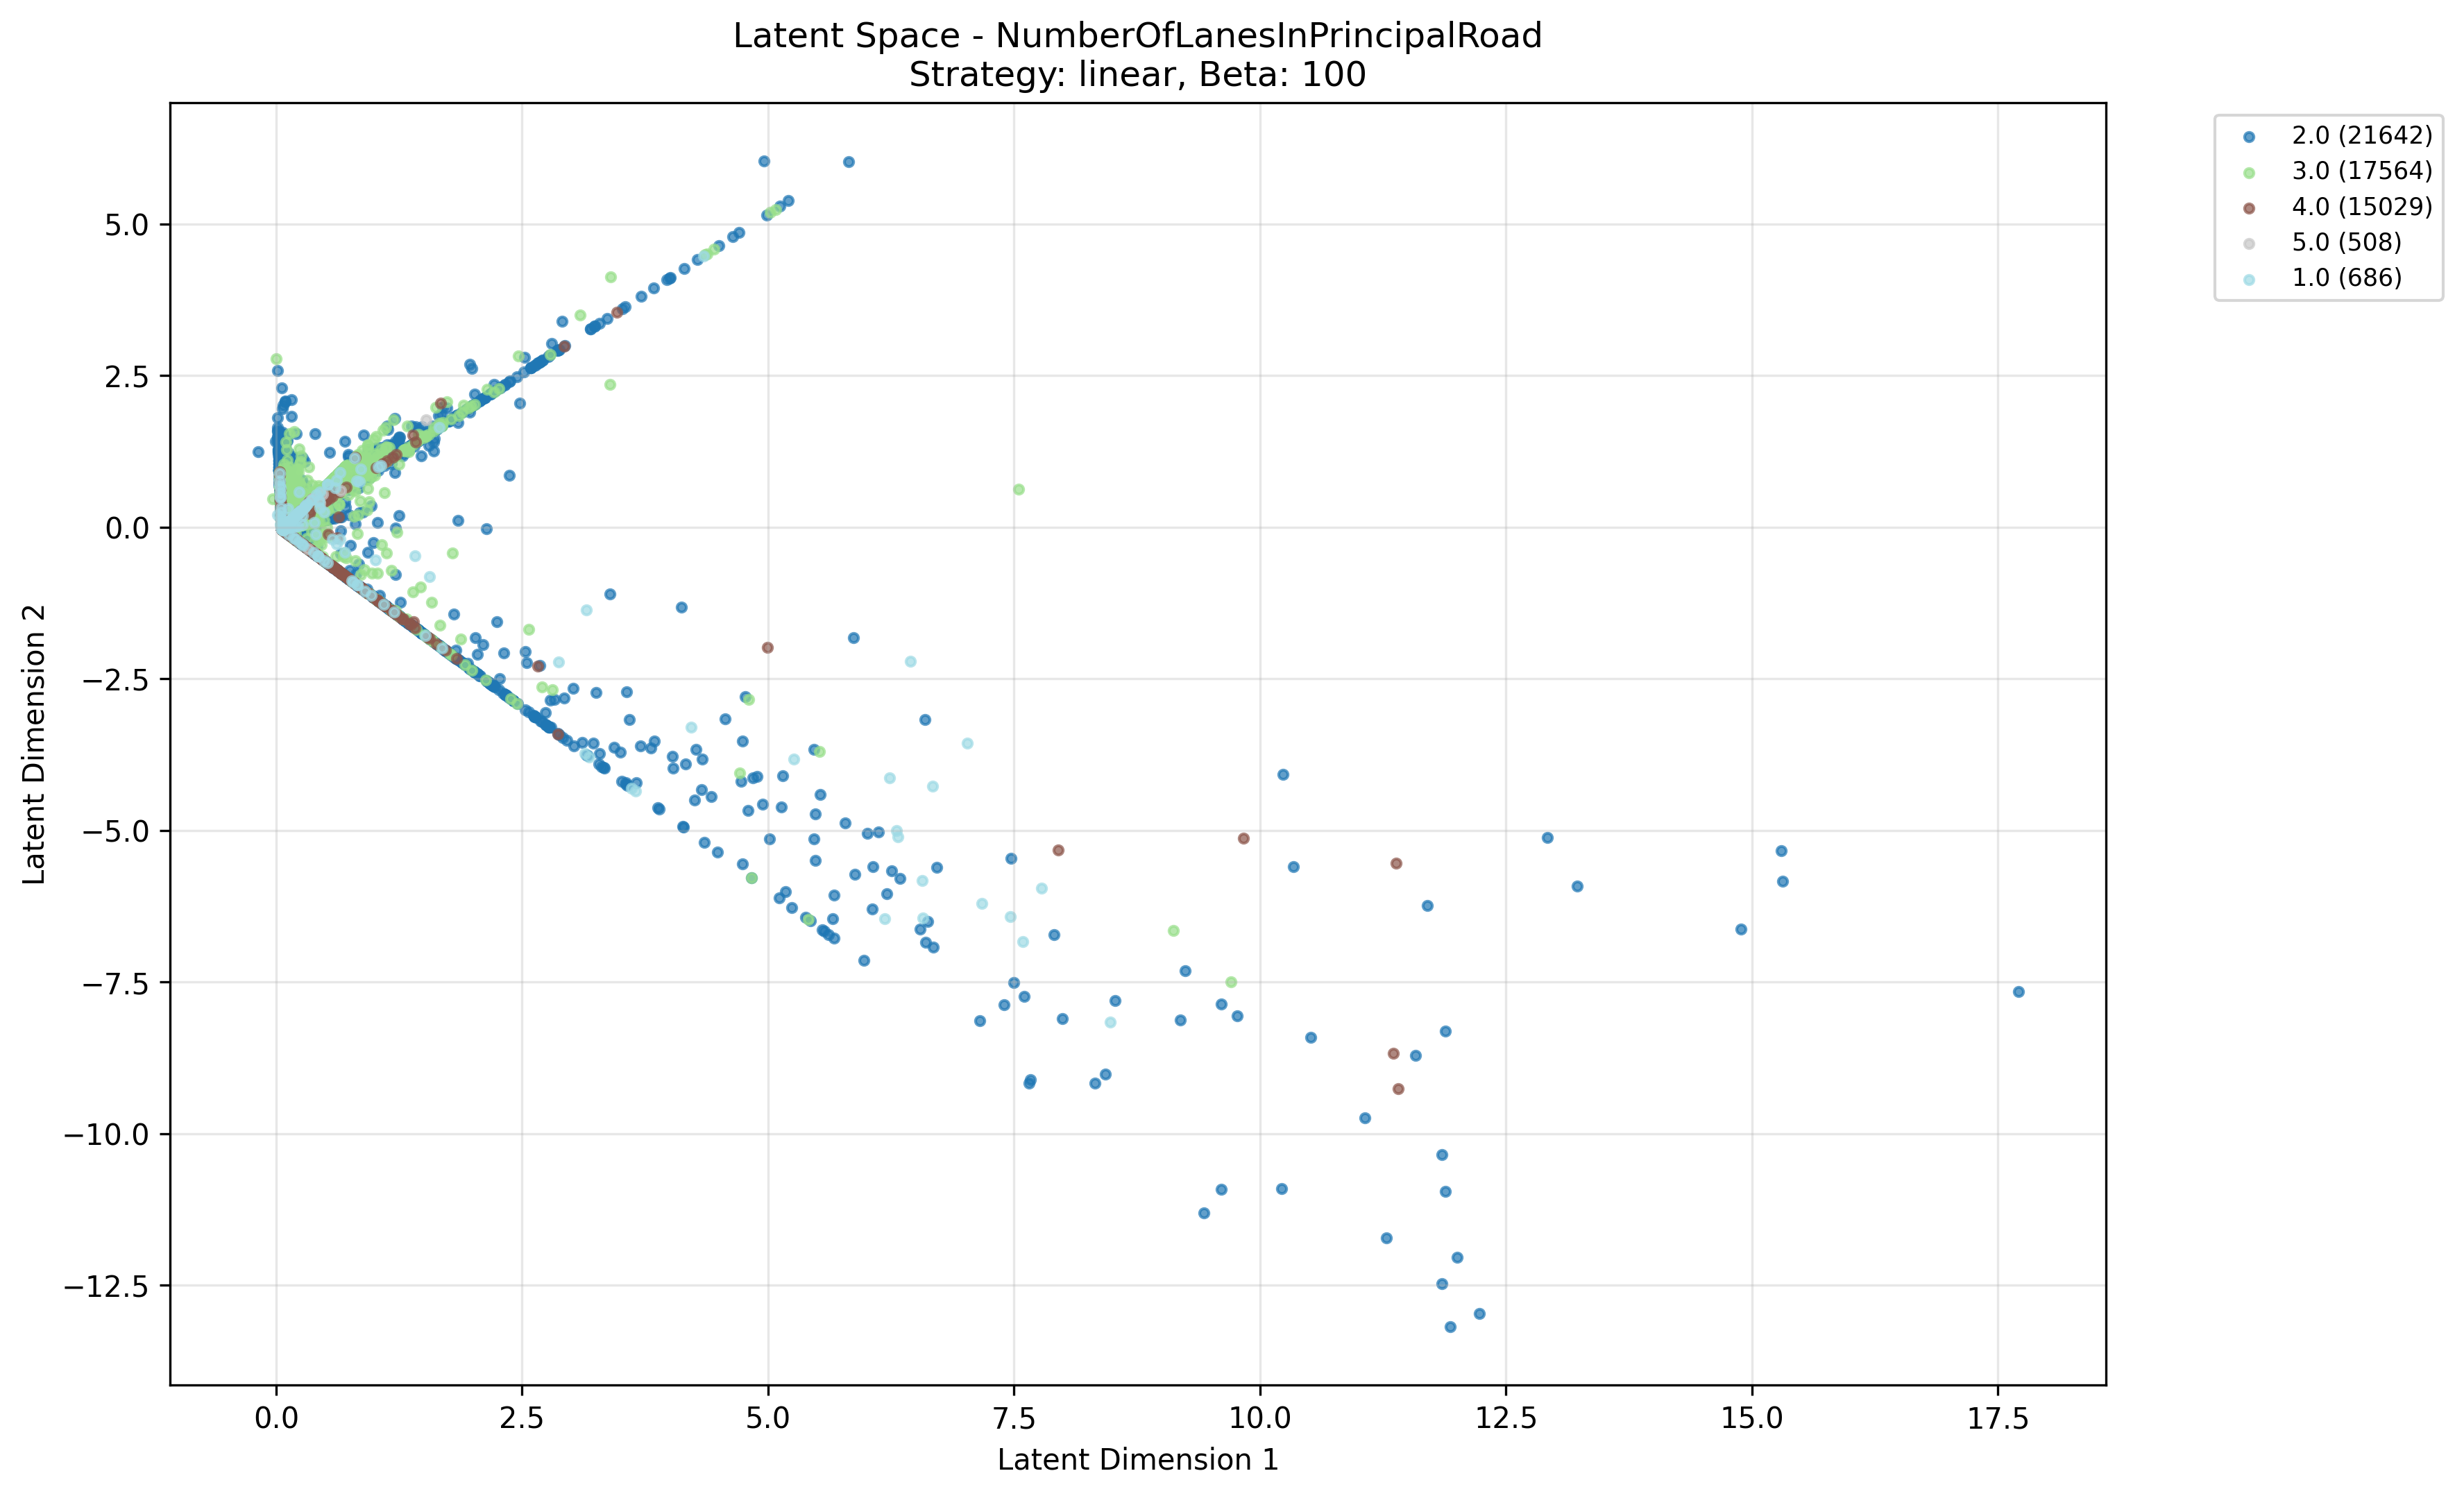 Latent Space - NumberOfLanesInPrincipalRoad
Strategy: linear, Beta: 100
2.0 (21642)
3.0 (17564)
4.0 (15029)
5.0 (508)
1.0 (686)
Latent Dimension 2
5.0
2.5
0.0
−2.5
−5.0
−7.5
−10.0
−12.5
0.0 2.5 5.0 7.5 10.0 12.5 15.0 17.5
Latent Dimension 1